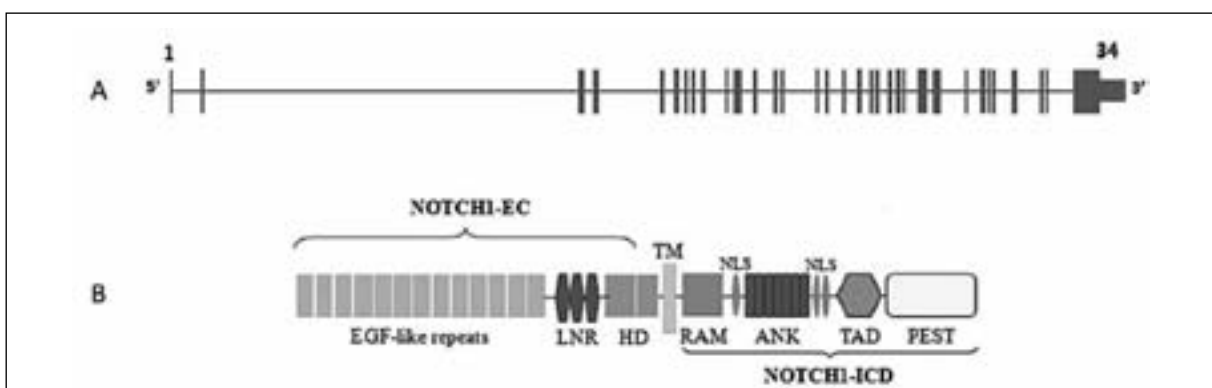 1 34
A 5' 3'
NOTCH1-EC
TM
NLS NLS
B
EGF-like repeats LNR HD RAM ANK TAD PEST
NOTCH1-ICD